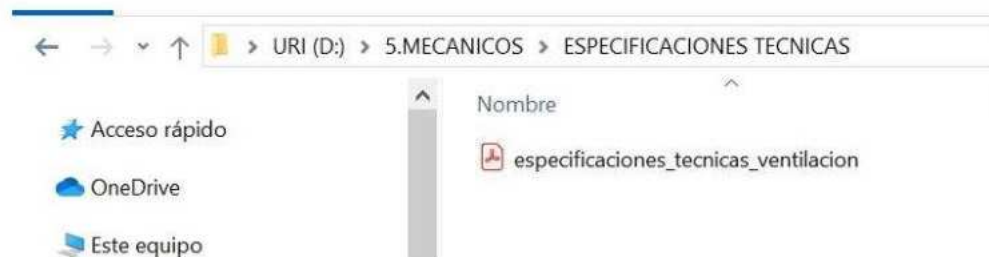 URI (D:) > 5.MECANICOS > ESPECIFICACIONES TECNICAS
Nombre
Acceso rápido
especificaciones_tecnicas_ventilacion
OneDrive
Este equipo